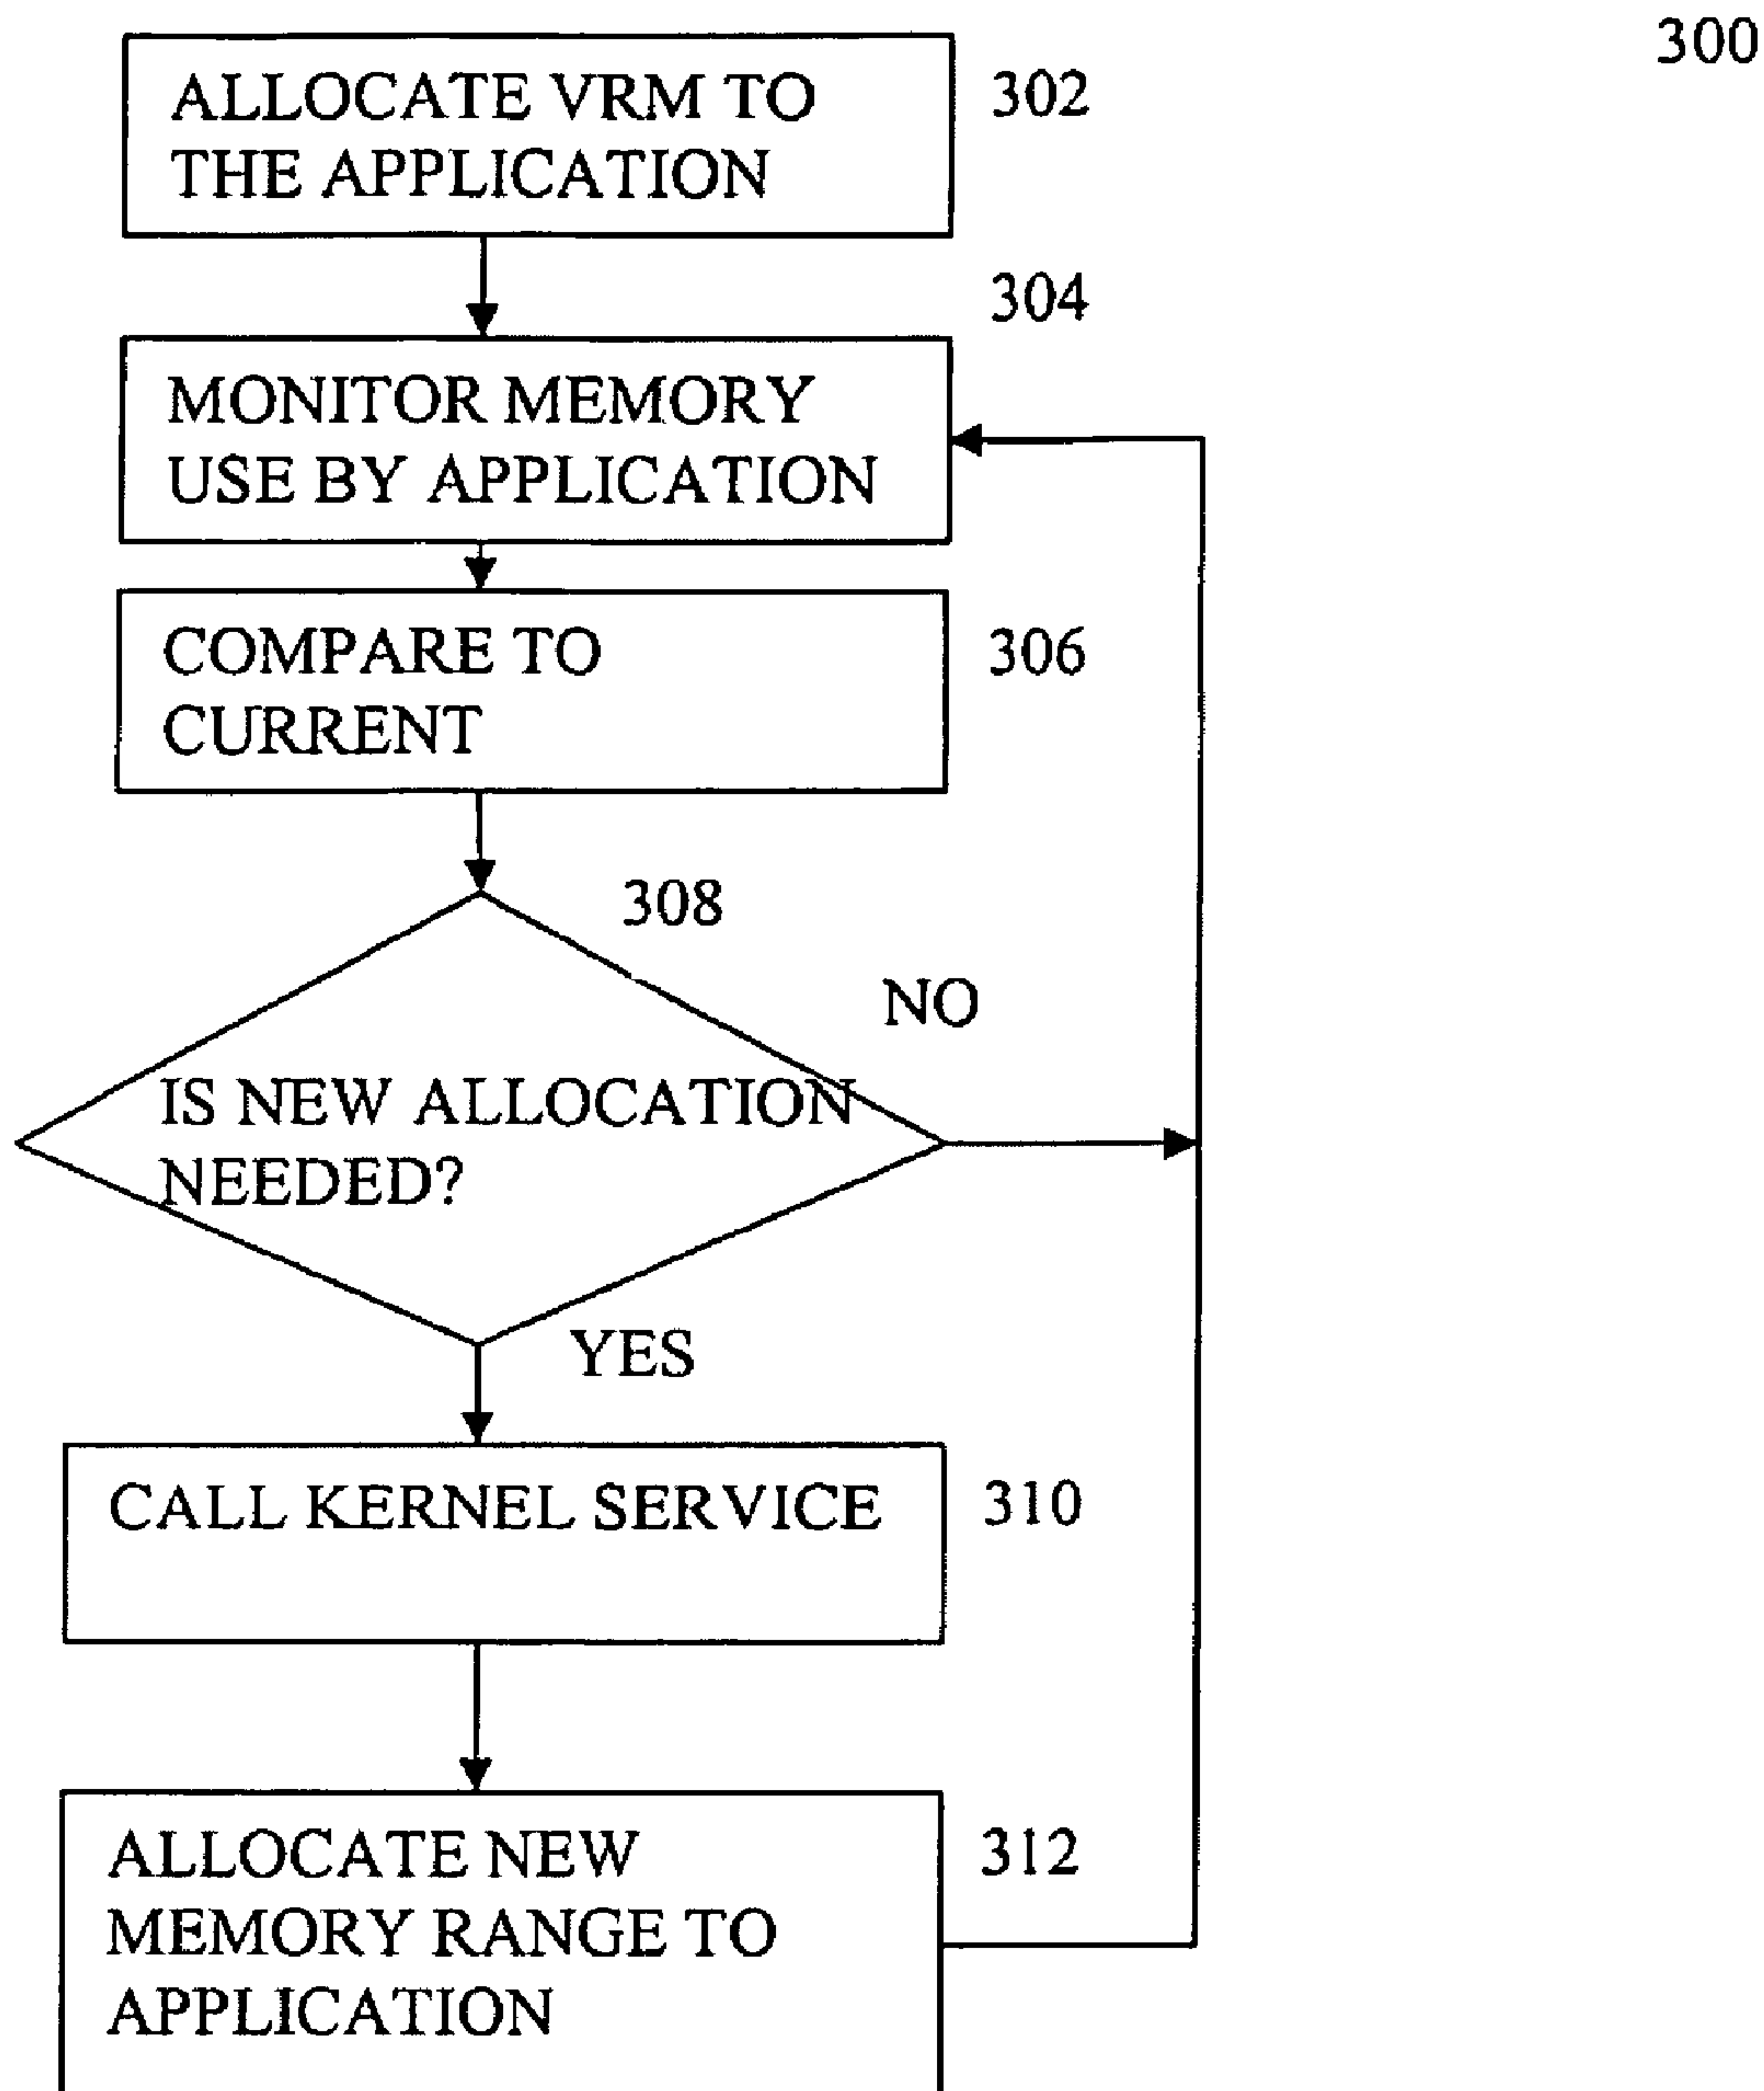 300
ALLOCATE VRM TO
THE APPLICATION
302
304
MONITOR MEMORY
USE BY APPLICATION
COMPARE TO
CURRENT
306
308
NO
IS NEW ALLOCATION
NEEDED?
YES
CALL KERNEL SERVICE
310
ALLOCATE NEW
MEMORY RANGE TO
APPLICATION
312